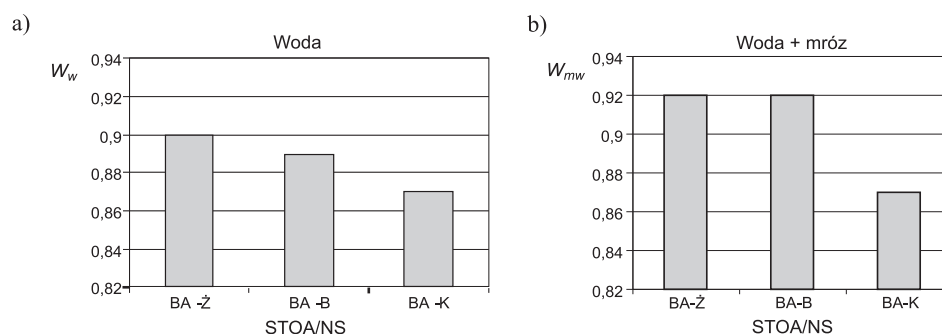 a)
Woda
W_w
0,94
0,92
0,9
0,88
0,86
0,84
0,82
BA -Ż
BA -B
BA -K
STOA/NS
b)
Woda + mróz
W_mw
0,94
0,92
0,9
0,88
0,86
0,84
0,82
BA-Ż
BA-B
BA-K
STOA/NS